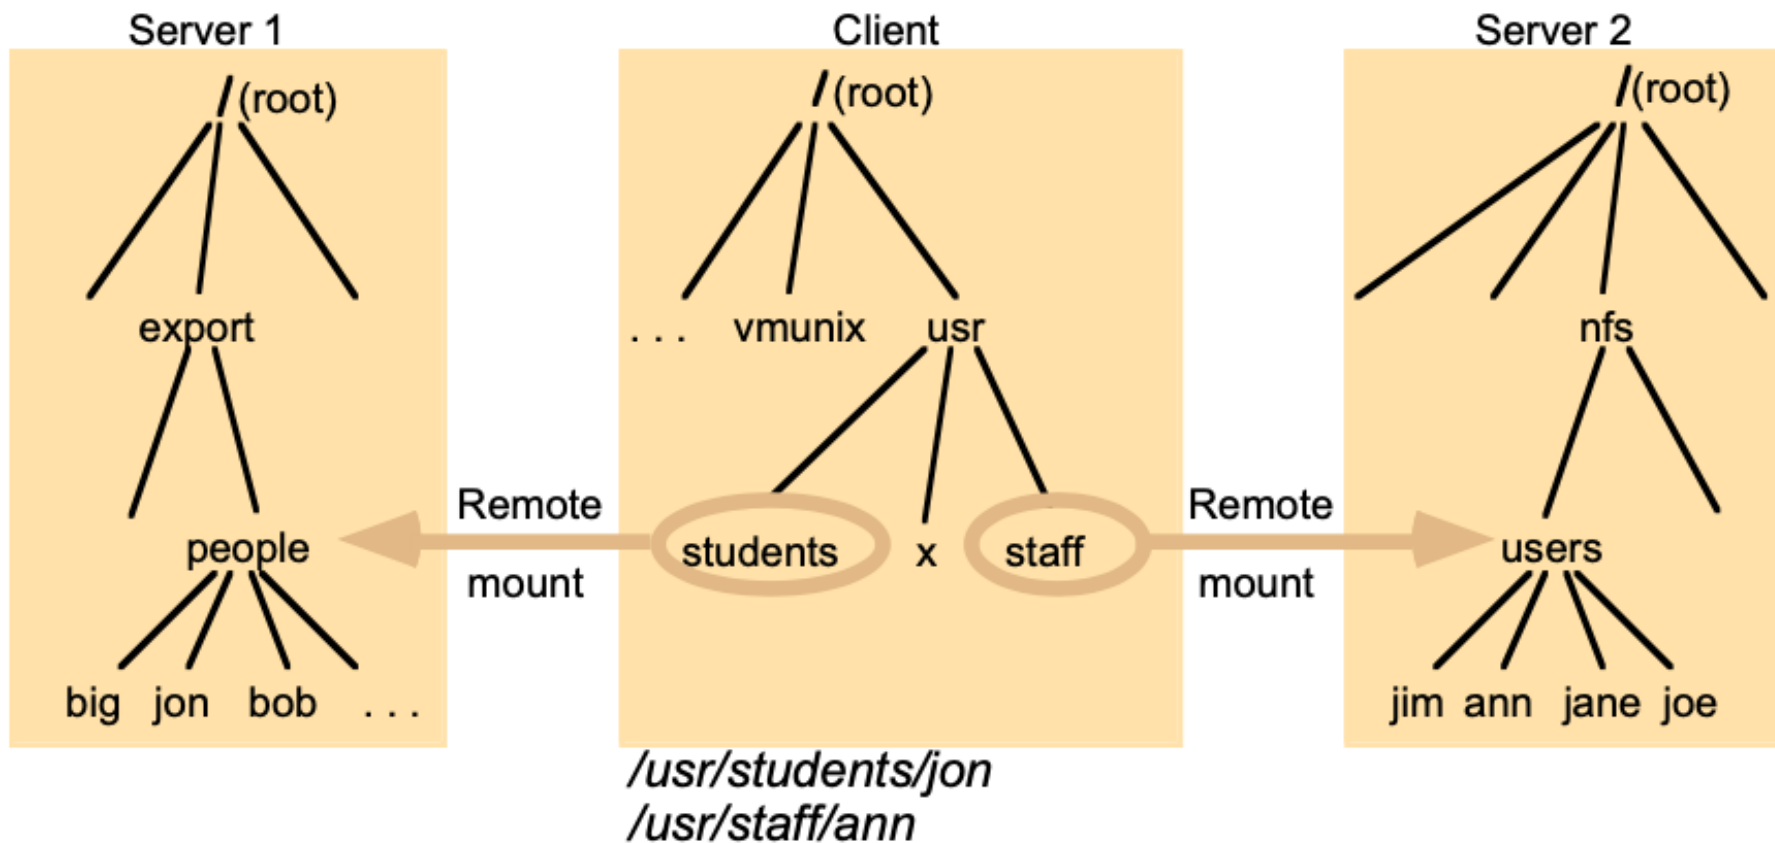 Server 1
Client
Server 2
/ (root)
/ (root)
/ (root)
export
. . . vmunix usr
nfs
people
Remote
mount
students x staff
Remote
mount
users
big jon bob . . .
jim ann jane joe
/usr/students/jon
/usr/staff/ann